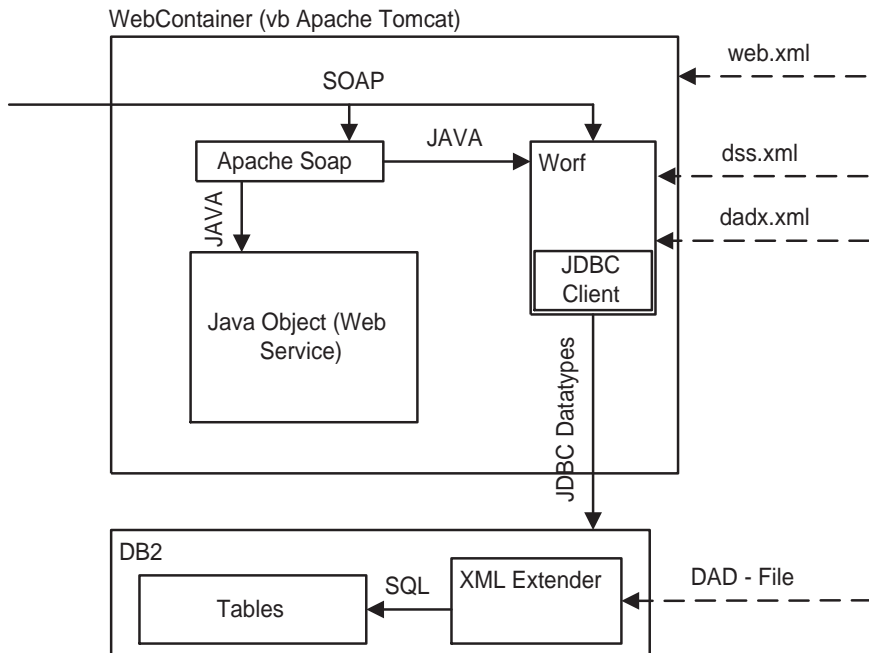 WebContainer (vb Apache Tomcat)
web.xml
SOAP
Apache Soap
JAVA
Worf
dss.xml
JAVA
dadx.xml
JDBC
Client
Java Object (Web
Service)
JDBC Datatypes
DB2
XML Extender
DAD - File
SQL
Tables